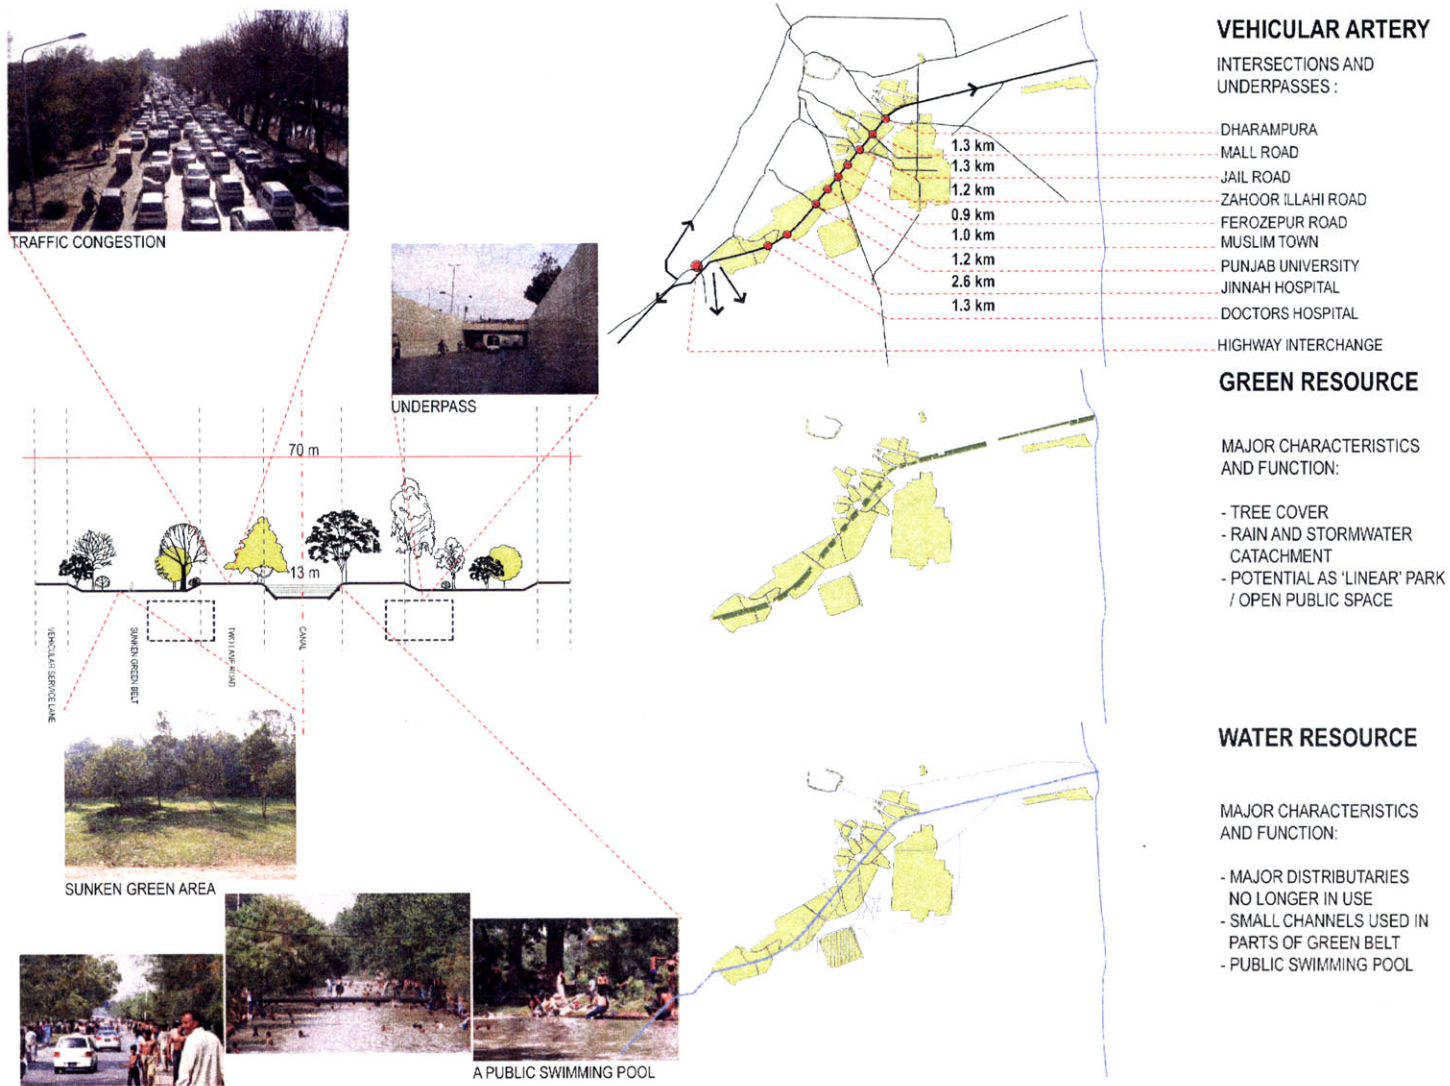 VEHICULAR ARTERY
INTERSECTIONS AND
UNDERPASSES :
DHARAMPURA
1.3 km
MALL ROAD
1.3 km
JAIL ROAD
1.2 km
ZAHOOR ILLAHI ROAD
0.9 km
FEROZEPUR ROAD
1.0 km
MUSLIM TOWN
1.2 km
PUNJAB UNIVERSITY
2.6 km
JINNAH HOSPITAL
1.3 km
DOCTORS HOSPITAL
HIGHWAY INTERCHANGE
TRAFFIC CONGESTION
UNDERPASS
70 m
13 m
VEHICULAR SERVICE LANE
SUNKEN GREEN BELT
TWO LANE ROAD
CANAL
SUNKEN GREEN AREA
A PUBLIC SWIMMING POOL
GREEN RESOURCE
MAJOR CHARACTERISTICS
AND FUNCTION:
- TREE COVER
- RAIN AND STORMWATER
CATACHMENT
- POTENTIAL AS 'LINEAR' PARK
/ OPEN PUBLIC SPACE
WATER RESOURCE
MAJOR CHARACTERISTICS
AND FUNCTION:
- MAJOR DISTRIBUTARIES
NO LONGER IN USE
- SMALL CHANNELS USED IN
PARTS OF GREEN BELT
- PUBLIC SWIMMING POOL